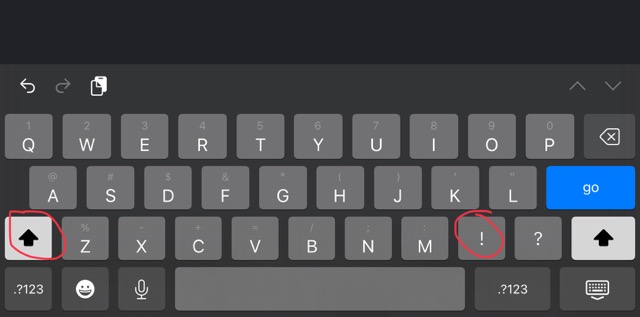 1 2 3 4 5 6 7 8 9 0
Q W E R T Y U I O P
@ # $ & * ( ) ' "
A S D F G H J K L go
% - + = / ; :
Z X C V B N M ! ?
.?123 .?123